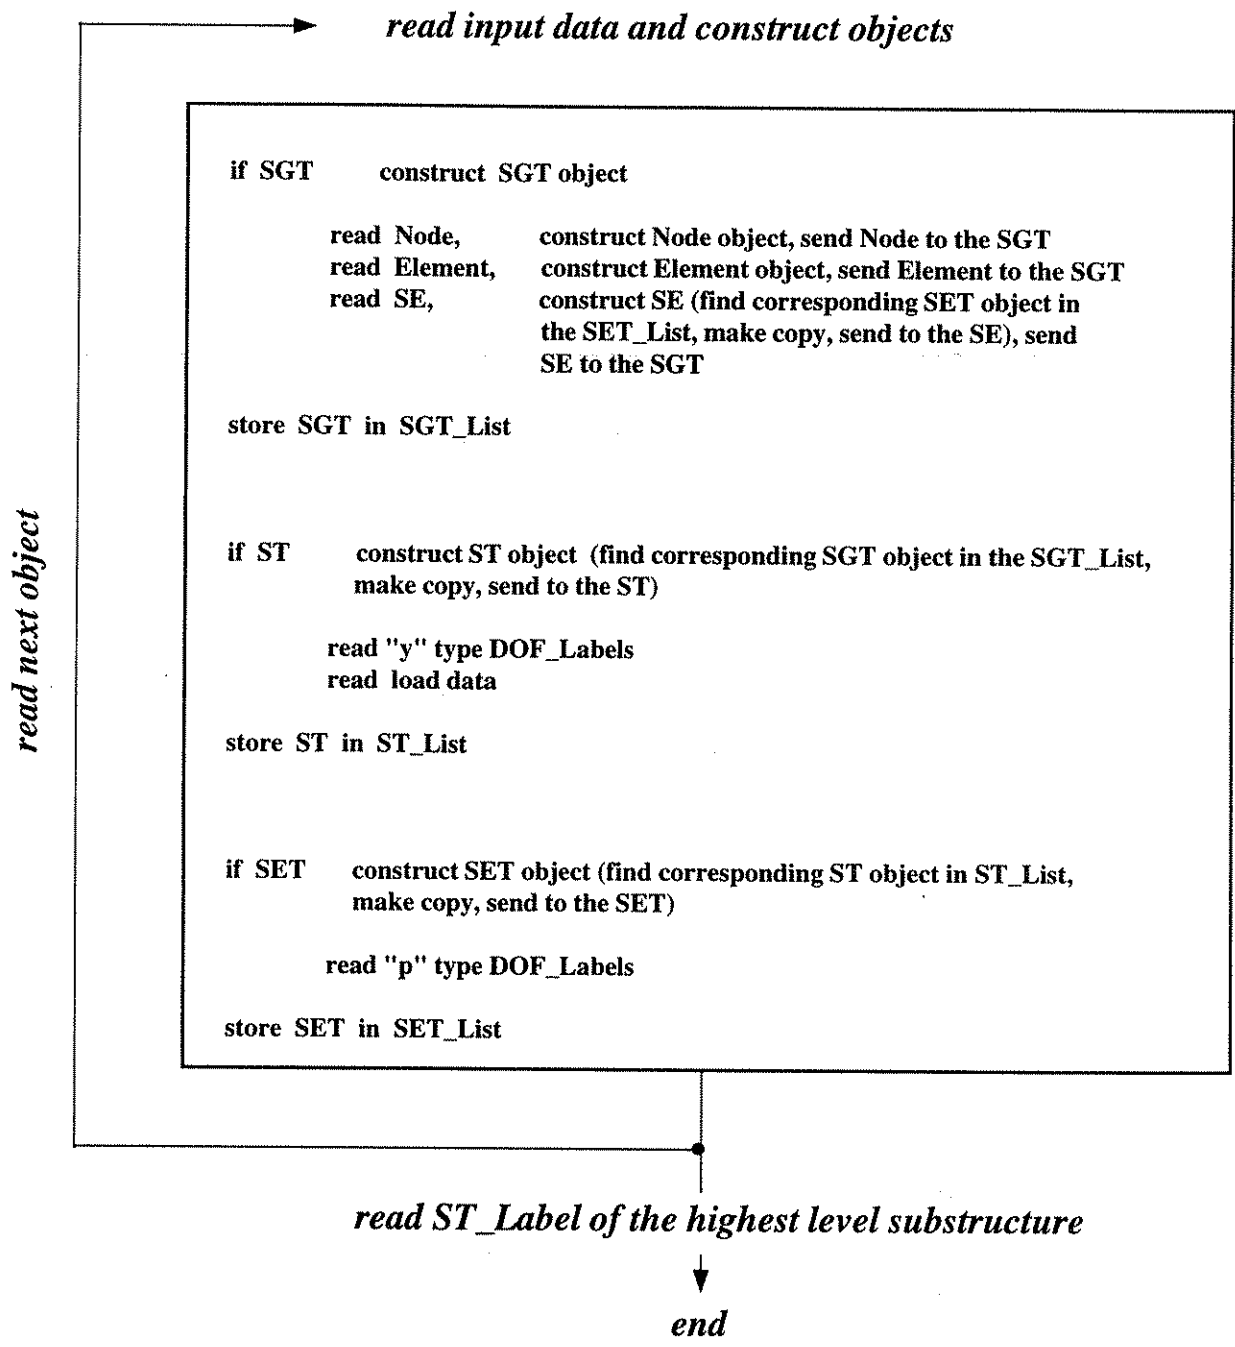 read input data and construct objects
if SGT construct SGT object
read Node, construct Node object, send Node to the SGT
read Element, construct Element object, send Element to the SGT
read SE, construct SE (find corresponding SET object in
the SET_List, make copy, send to the SE), send
SE to the SGT
store SGT in SGT_List
read next object
if ST construct ST object (find corresponding SGT object in the SGT_List,
make copy, send to the ST)
read "y" type DOF_Labels
read load data
store ST in ST_List
if SET construct SET object (find corresponding ST object in ST_List,
make copy, send to the SET)
read "p" type DOF_Labels
store SET in SET_List
read ST_Label of the highest level substructure
end